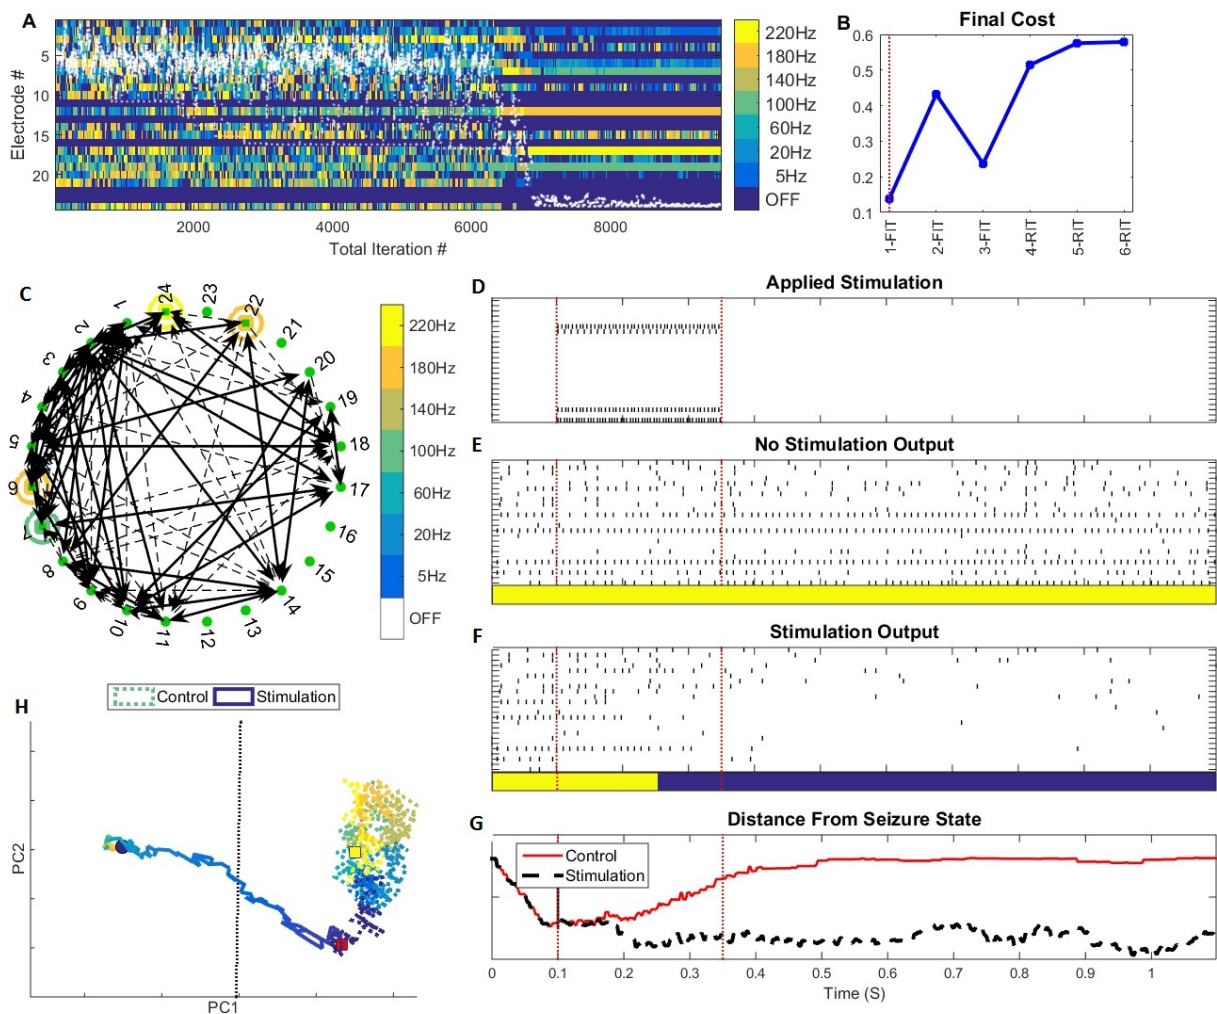 A
Electrode #
5
10
15
20
2000
4000
6000
8000
Total Iteration #
220Hz
180Hz
140Hz
100Hz
60Hz
20Hz
5Hz
OFF
B
Final Cost
0.6
0.5
0.4
0.3
0.2
0.1
1-FIT
2-FIT
3-FIT
4-RIT
5-RIT
6-RIT
C
1
2
3
4
5
6
7
8
9
10
11
12
13
14
15
16
17
18
19
20
21
22
23
24
220Hz
180Hz
140Hz
100Hz
60Hz
20Hz
5Hz
OFF
D
Applied Stimulation
E
No Stimulation Output
F
Stimulation Output
H
Control
Stimulation
PC2
PC1
G
Distance From Seizure State
Control
Stimulation
0
0.1
0.2
0.3
0.4
0.5
0.6
0.7
0.8
0.9
1
Time (S)